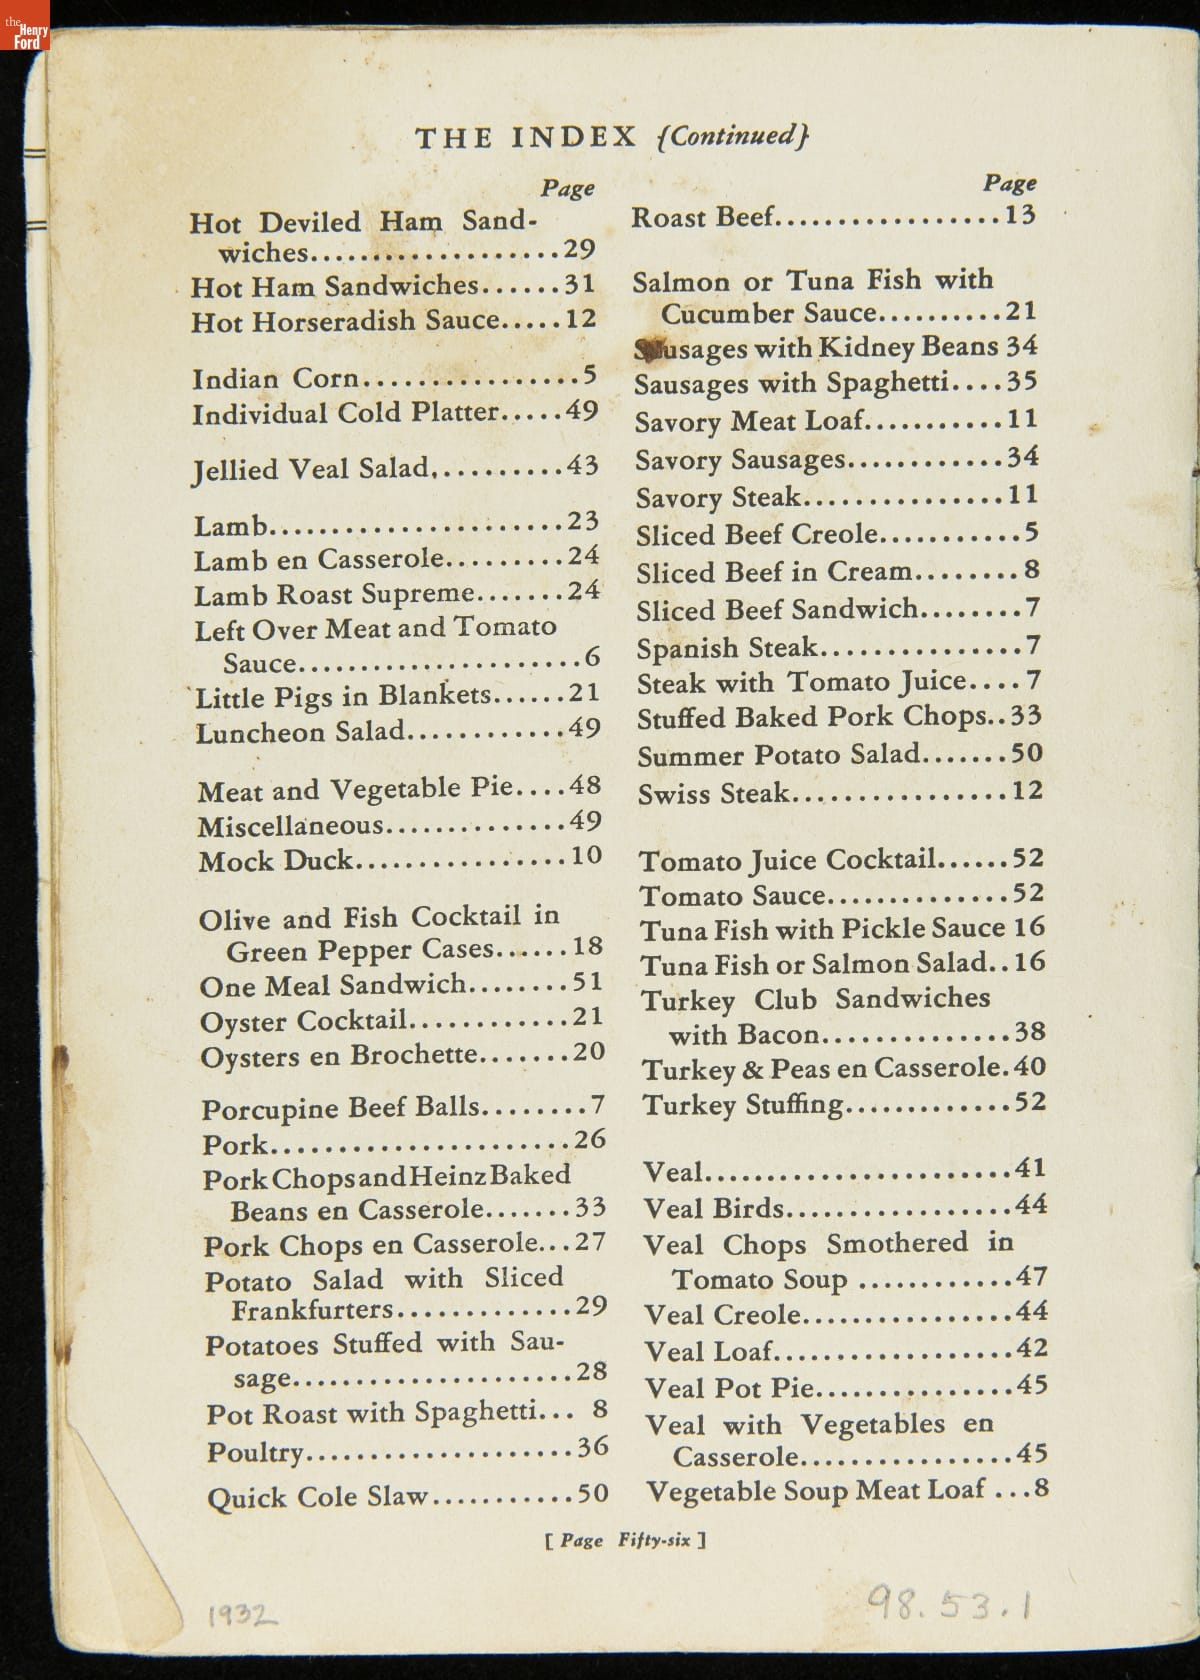 the
Henry
Ford
THE INDEX {Continued}
Page
Hot Deviled Ham Sand-
wiches....................29
Hot Ham Sandwiches......31
Hot Horseradish Sauce.....12
Indian Corn................5
Individual Cold Platter.....49
Jellied Veal Salad..........43
Lamb......................23
Lamb en Casserole.........24
Lamb Roast Supreme.......24
Left Over Meat and Tomato
Sauce.......................6
Little Pigs in Blankets......21
Luncheon Salad............49
Meat and Vegetable Pie....48
Miscellaneous..............49
Mock Duck.................10
Olive and Fish Cocktail in
Green Pepper Cases......18
One Meal Sandwich........51
Oyster Cocktail............21
Oysters en Brochette.......20
Porcupine Beef Balls........7
Pork......................26
Pork Chops and Heinz Baked
Beans en Casserole.......33
Pork Chops en Casserole...27
Potato Salad with Sliced
Frankfurters.............29
Potatoes Stuffed with Sau-
sage......................28
Pot Roast with Spaghetti... 8
Poultry.....................36
Quick Cole Slaw...........50
Page
Roast Beef.................13
Salmon or Tuna Fish with
Cucumber Sauce..........21
Sausages with Kidney Beans 34
Sausages with Spaghetti....35
Savory Meat Loaf...........11
Savory Sausages............34
Savory Steak...............11
Sliced Beef Creole...........5
Sliced Beef in Cream........8
Sliced Beef Sandwich........7
Spanish Steak...............7
Steak with Tomato Juice....7
Stuffed Baked Pork Chops..33
Summer Potato Salad.......50
Swiss Steak................12
Tomato Juice Cocktail......52
Tomato Sauce..............52
Tuna Fish with Pickle Sauce 16
Tuna Fish or Salmon Salad..16
Turkey Club Sandwiches
with Bacon..............38
Turkey & Peas en Casserole.40
Turkey Stuffing.............52
Veal.......................41
Veal Birds.................44
Veal Chops Smothered in
Tomato Soup ............47
Veal Creole................44
Veal Loaf..................42
Veal Pot Pie...............45
Veal with Vegetables en
Casserole................45
Vegetable Soup Meat Loaf ...8
[ Page Fifty-six ]
1932
98.53.1